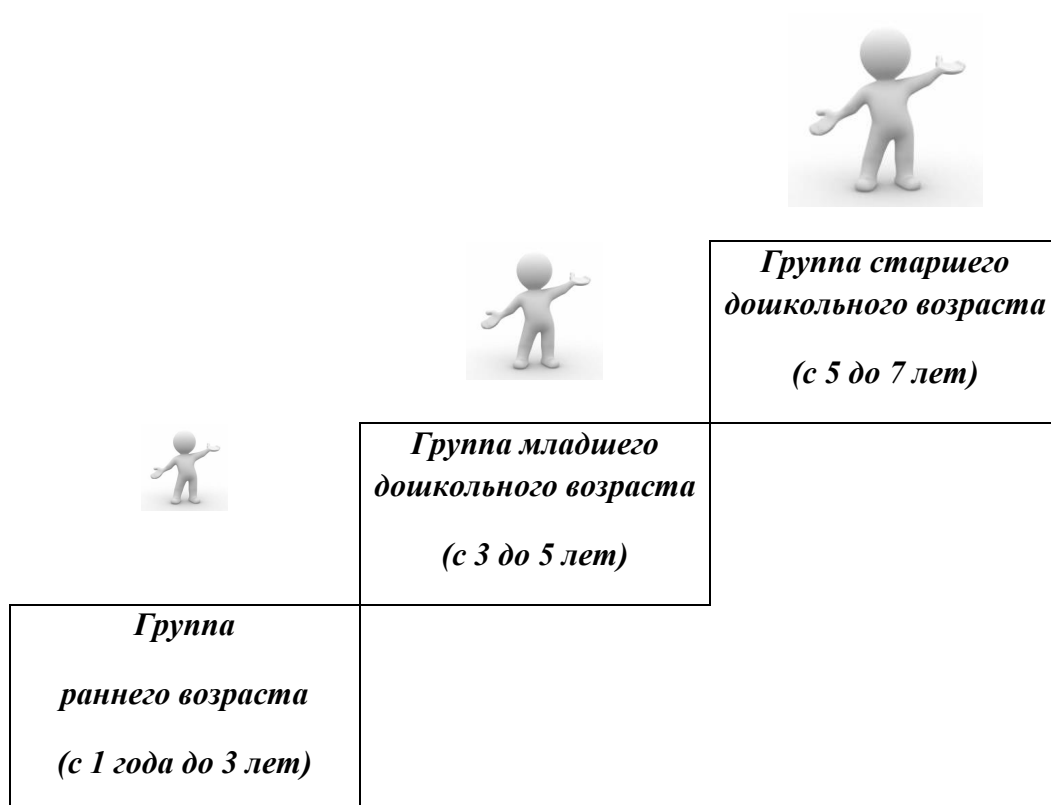 Группа старшего
дошкольного возраста
(с 5 до 7 лет)
Группа младшего
дошкольного возраста
(с 3 до 5 лет)
Группа
раннего возраста
(с 1 года до 3 лет)